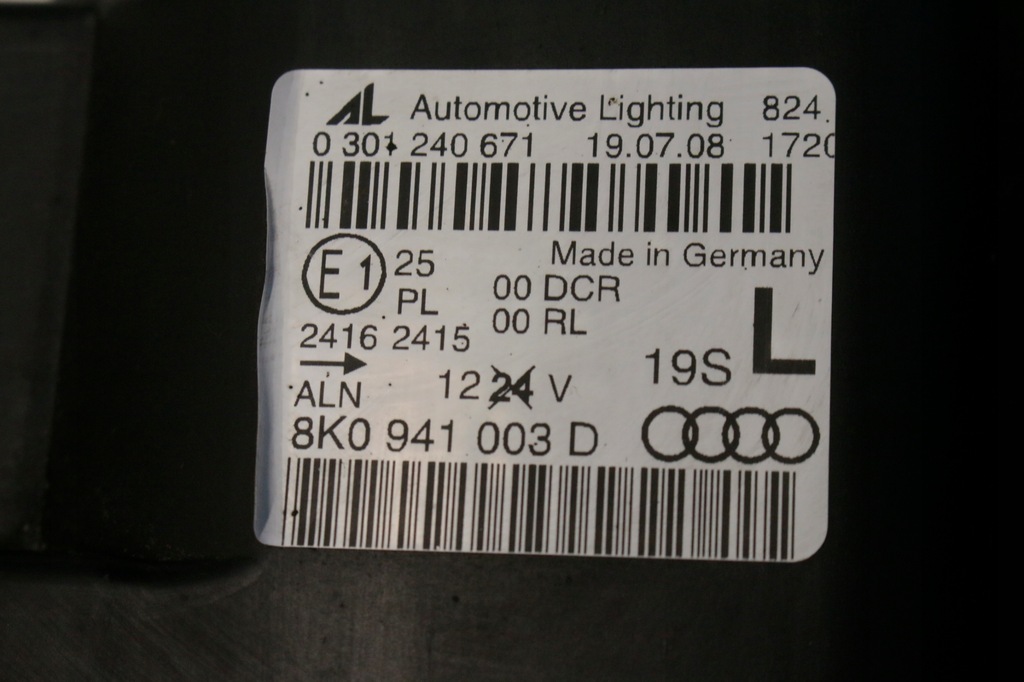 AL Automotive Lighting 824.
0 301 240 671 19.07.08 1720
Made in Germany
E1 25
PL
00 DCR
00 RL
2416 2415
19S L
ALN 12 24 V
8K0 941 003 D